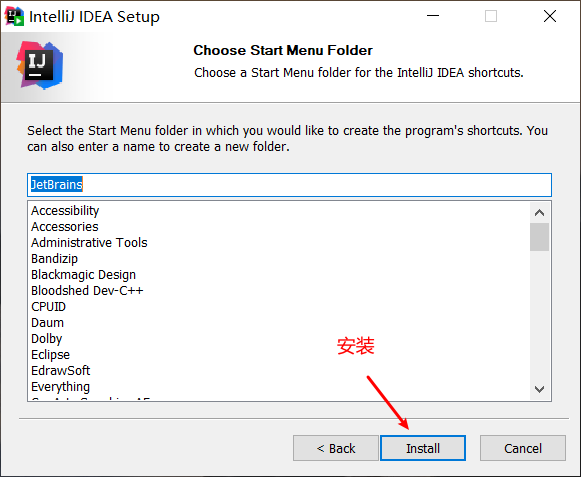 IntelliJ IDEA Setup
IJ
Choose Start Menu Folder
Choose a Start Menu folder for the IntelliJ IDEA shortcuts.
Select the Start Menu folder in which you would like to create the program's shortcuts. You
can also enter a name to create a new folder.
JetBrains
Accessibility
Accessories
Administrative Tools
Bandizip
Blackmagic Design
Bloodshed Dev-C++
CPUID
Daum
Dolby
Eclipse
EdrawSoft
Everything
安装
< Back
Install
Cancel